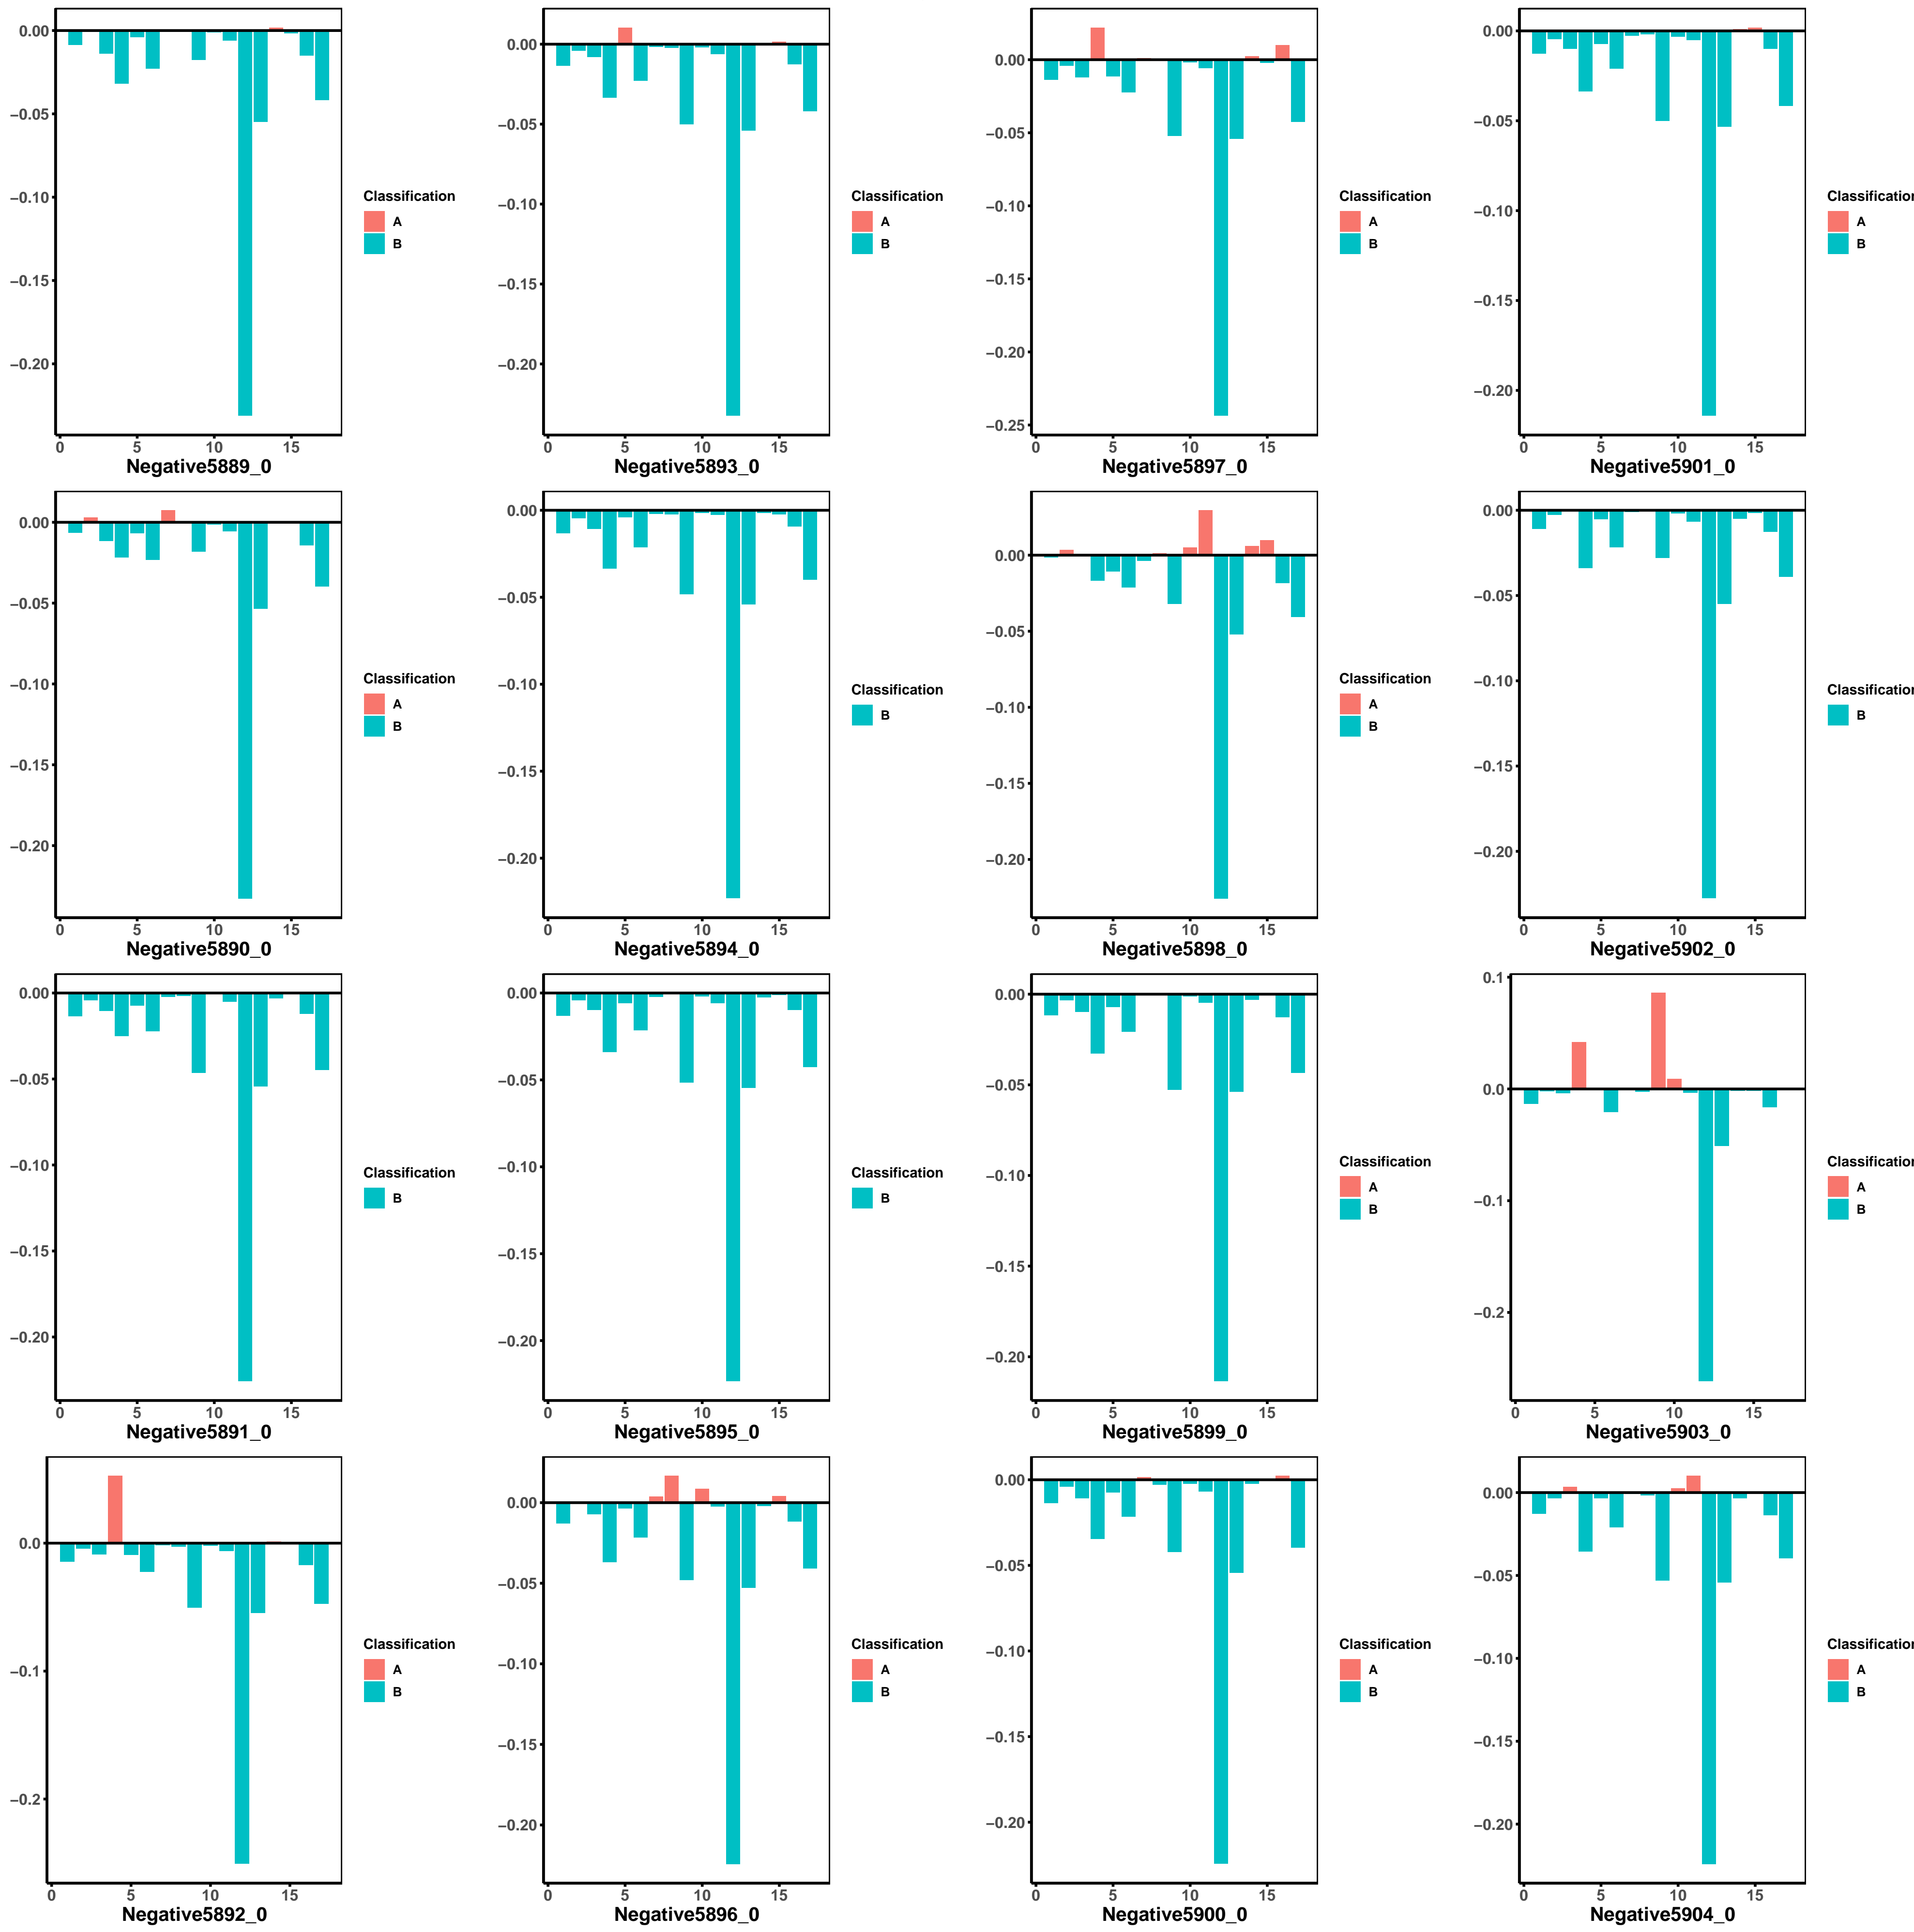 0.00
−0.05
−0.10
−0.15
−0.20
0 5 10 15
Negative5889_0
Classification
A
B
0.00
−0.05
−0.10
−0.15
−0.20
0 5 10 15
Negative5893_0
Classification
A
B
0.00
−0.05
−0.10
−0.15
−0.20
−0.25
0 5 10 15
Negative5897_0
Classification
A
B
0.00
−0.05
−0.10
−0.15
−0.20
0 5 10 15
Negative5901_0
Classification
A
B
0.00
−0.05
−0.10
−0.15
−0.20
0 5 10 15
Negative5890_0
Classification
A
B
0.00
−0.05
−0.10
−0.15
−0.20
0 5 10 15
Negative5894_0
Classification
B
0.00
−0.05
−0.10
−0.15
−0.20
0 5 10 15
Negative5898_0
Classification
A
B
0.00
−0.05
−0.10
−0.15
−0.20
0 5 10 15
Negative5902_0
Classification
B
0.00
−0.05
−0.10
−0.15
−0.20
0 5 10 15
Negative5891_0
Classification
B
0.00
−0.05
−0.10
−0.15
−0.20
0 5 10 15
Negative5895_0
Classification
B
0.00
−0.05
−0.10
−0.15
−0.20
0 5 10 15
Negative5899_0
Classification
A
B
0.1
0.0
−0.1
−0.2
0 5 10 15
Negative5903_0
Classification
A
B
0.0
−0.1
−0.2
0 5 10 15
Negative5892_0
Classification
A
B
0.00
−0.05
−0.10
−0.15
−0.20
0 5 10 15
Negative5896_0
Classification
A
B
0.00
−0.05
−0.10
−0.15
−0.20
0 5 10 15
Negative5900_0
Classification
A
B
0.00
−0.05
−0.10
−0.15
−0.20
0 5 10 15
Negative5904_0
Classification
A
B